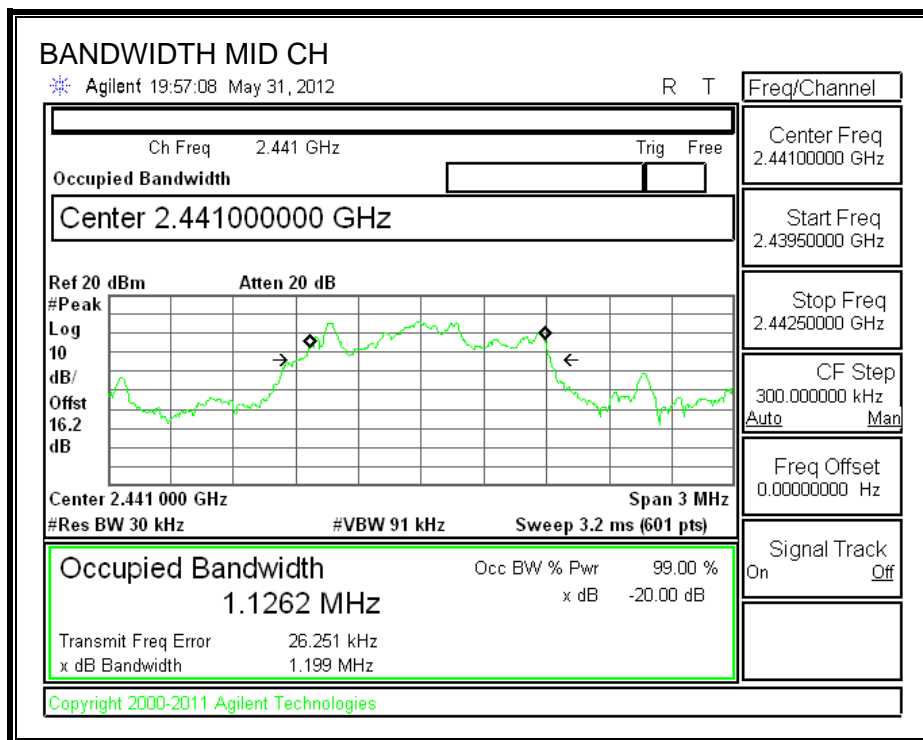 BANDWIDTH MID CH
Agilent 19:57:08 May 31, 2012 R T
Freq/Channel
Ch Freq 2.441 GHz Trig Free
Occupied Bandwidth
Center 2.441000000 GHz
Ref 20 dBm Atten 20 dB
#Peak
Log
10
dB/
Offst
16.2
dB
Center 2.441 000 GHz Span 3 MHz
#Res BW 30 kHz #VBW 91 kHz Sweep 3.2 ms (601 pts)
Occupied Bandwidth Occ BW % Pwr 99.00 %
1.1262 MHz x dB -20.00 dB
Transmit Freq Error 26.251 kHz
x dB Bandwidth 1.199 MHz
Center Freq
2.44100000 GHz
Start Freq
2.43950000 GHz
Stop Freq
2.44250000 GHz
CF Step
300.000000 kHz
Auto Man
Freq Offset
0.00000000 Hz
Signal Track
On Off
Copyright 2000-2011 Agilent Technologies